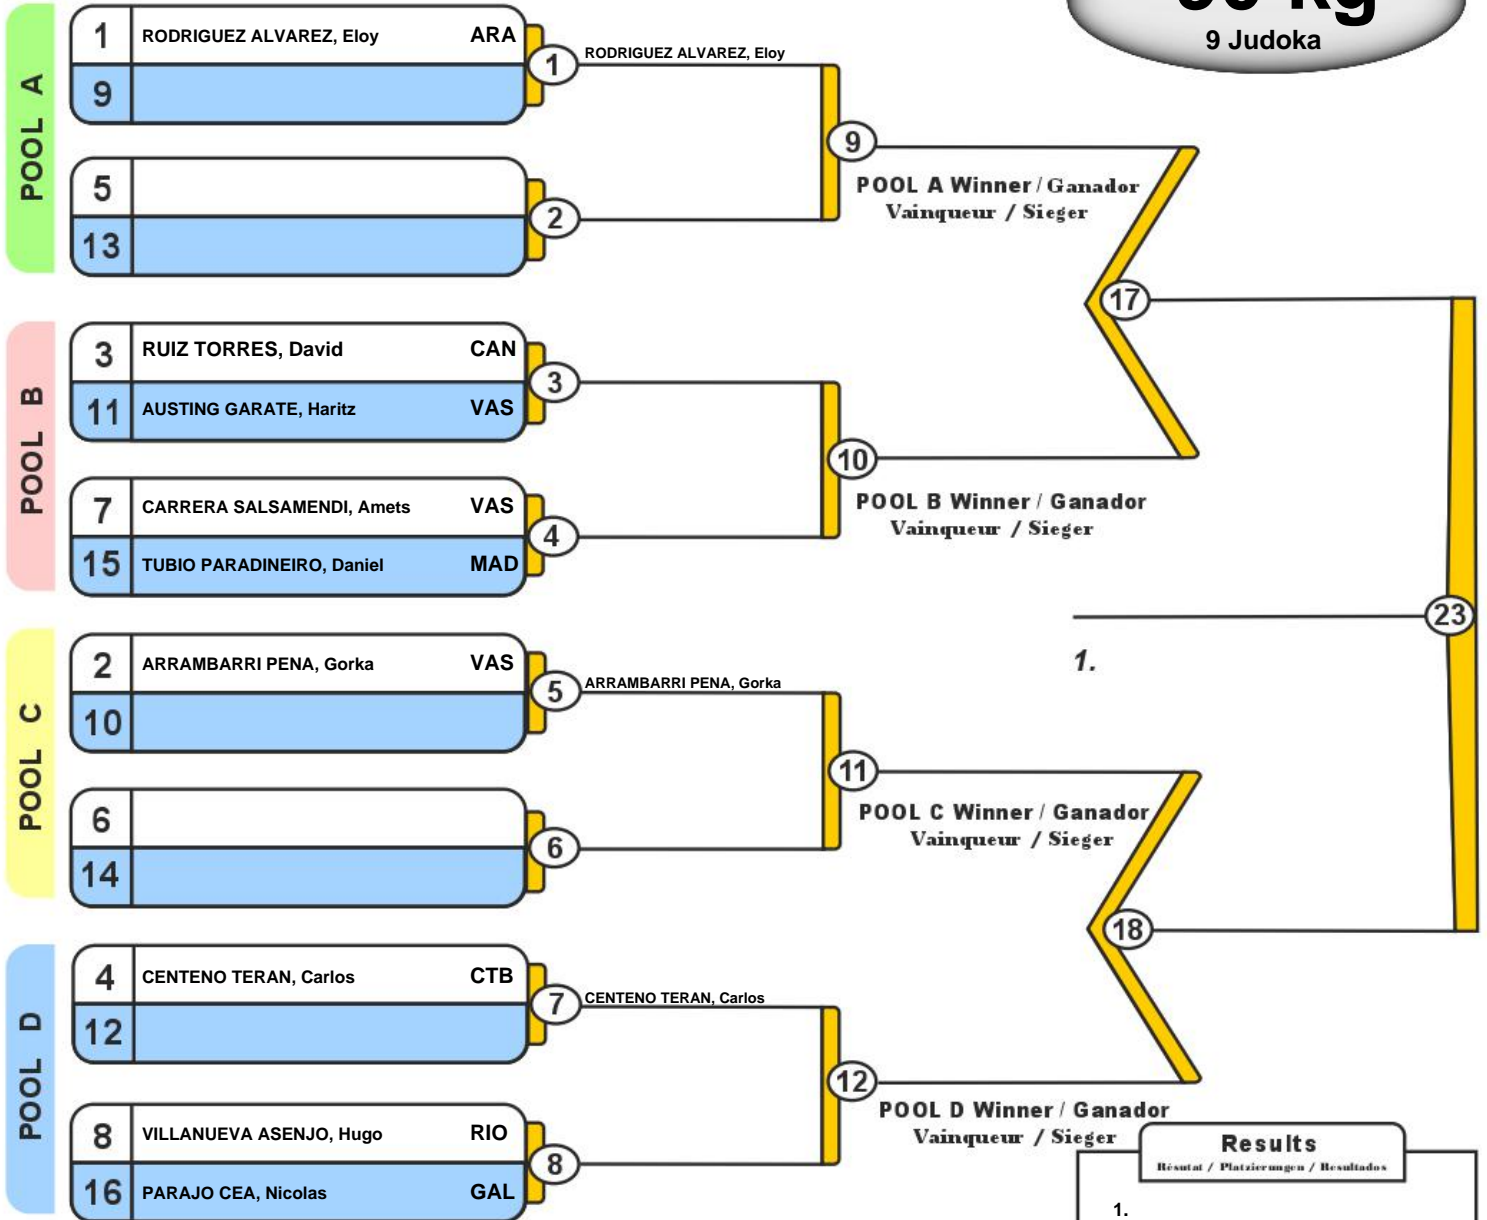 kg
9 Judoka
POOL A
1 RODRIGUEZ ALVAREZ, Eloy ARA
9
1 RODRIGUEZ ALVAREZ, Eloy
5
13
2
9
POOL A Winner / Ganador
Vainqueur / Sieger
POOL B
3 RUIZ TORRES, David CAN
11 AUSTING GARATE, Haritz VAS
3
7 CARRERA SALSAMENDI, Amets VAS
15 TUBIO PARADINEIRO, Daniel MAD
4
10
POOL B Winner / Ganador
Vainqueur / Sieger
17
POOL C
2 ARRAMBARRI PENA, Gorka VAS
10
5 ARRAMBARRI PENA, Gorka
6
14
6
11
POOL C Winner / Ganador
Vainqueur / Sieger
POOL D
4 CENTENO TERAN, Carlos CTB
12
7 CENTENO TERAN, Carlos
8 VILLANUEVA ASENJO, Hugo RIO
16 PARAJO CEA, Nicolas GAL
8
12
POOL D Winner / Ganador
Vainqueur / Sieger
18
23
1.
Results
Résutat / Platzierungen / Resultados
1.